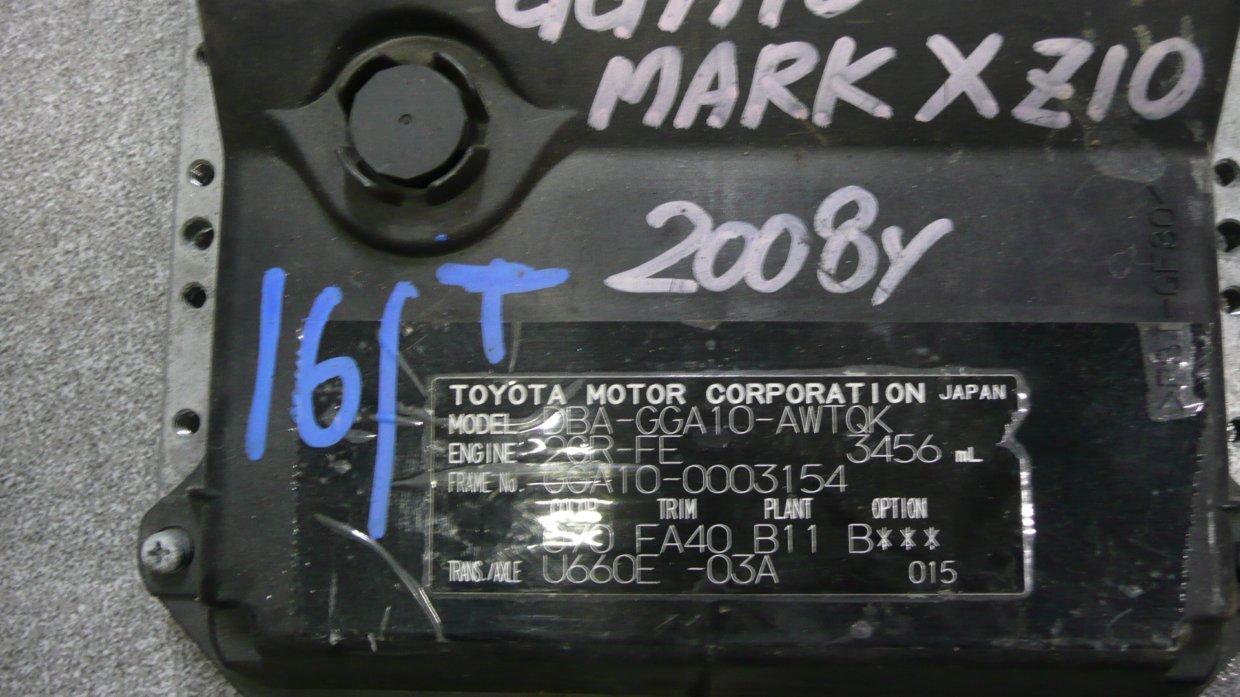 MARK X Z10
2008y
161T
TOYOTA MOTOR CORPORATION JAPAN
MODEL DBA-GGA10-AWTQK
ENGINE 2GR-FE 3456 mL
FRAME No. GGA10-0003154
COLOR TRIM PLANT OPTION
FA40 B11 B***
TRANS./AXLE U660E -03A 015